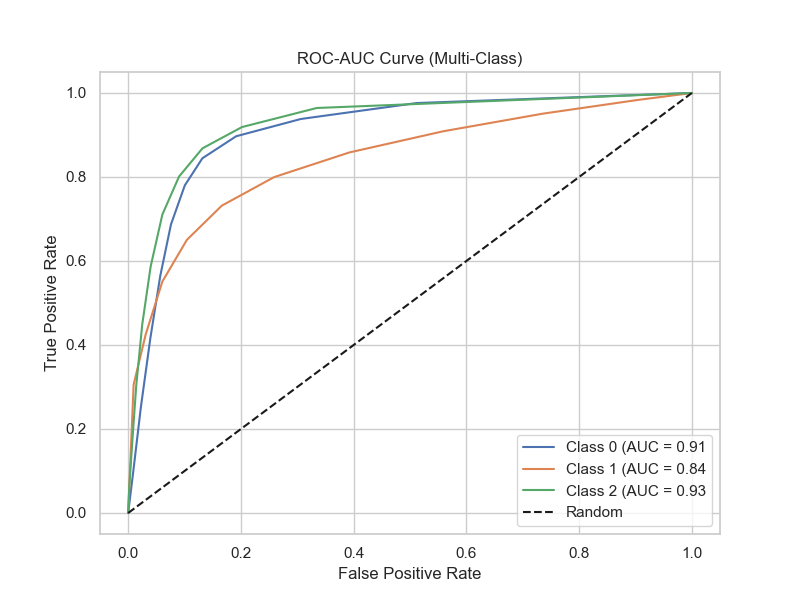 ROC-AUC Curve (Multi-Class)
1.0
0.8
0.6
0.4
0.2
0.0
True Positive Rate
Class 0 (AUC = 0.91
Class 1 (AUC = 0.84
Class 2 (AUC = 0.93
Random
0.0 0.2 0.4 0.6 0.8 1.0
False Positive Rate